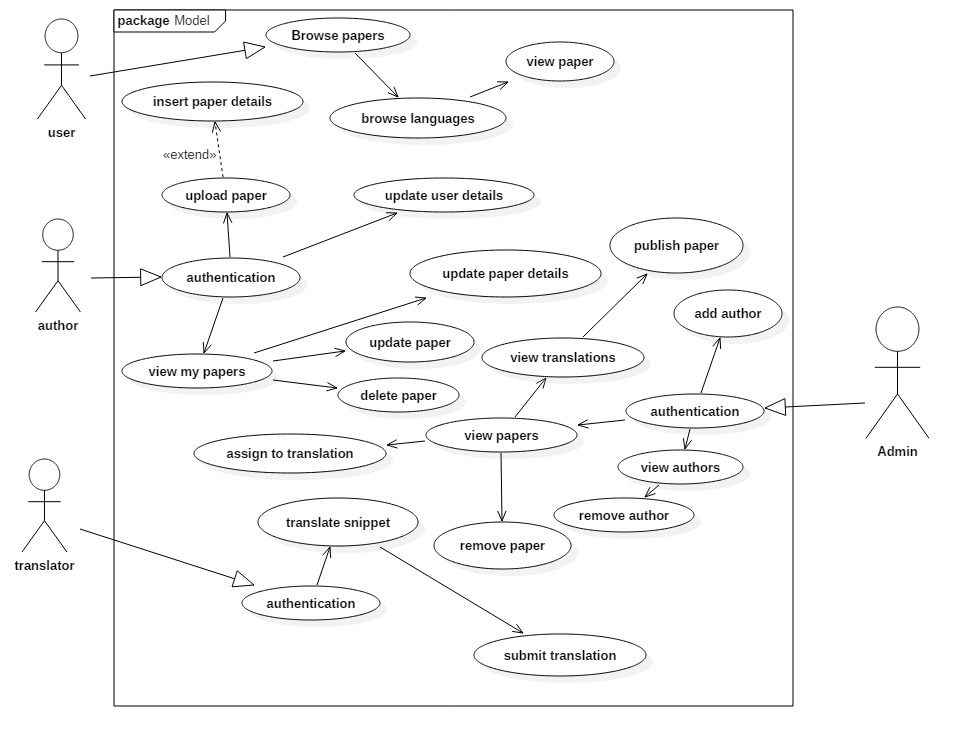 package Model
Browse papers
view paper
insert paper details
browse languages
user
«extend»
upload paper
update user details
publish paper
authentication
update paper details
author
add author
update paper
view translations
view my papers
delete paper
authentication
view papers
Admin
assign to translation
view authors
remove author
translate snippet
remove paper
translator
authentication
submit translation